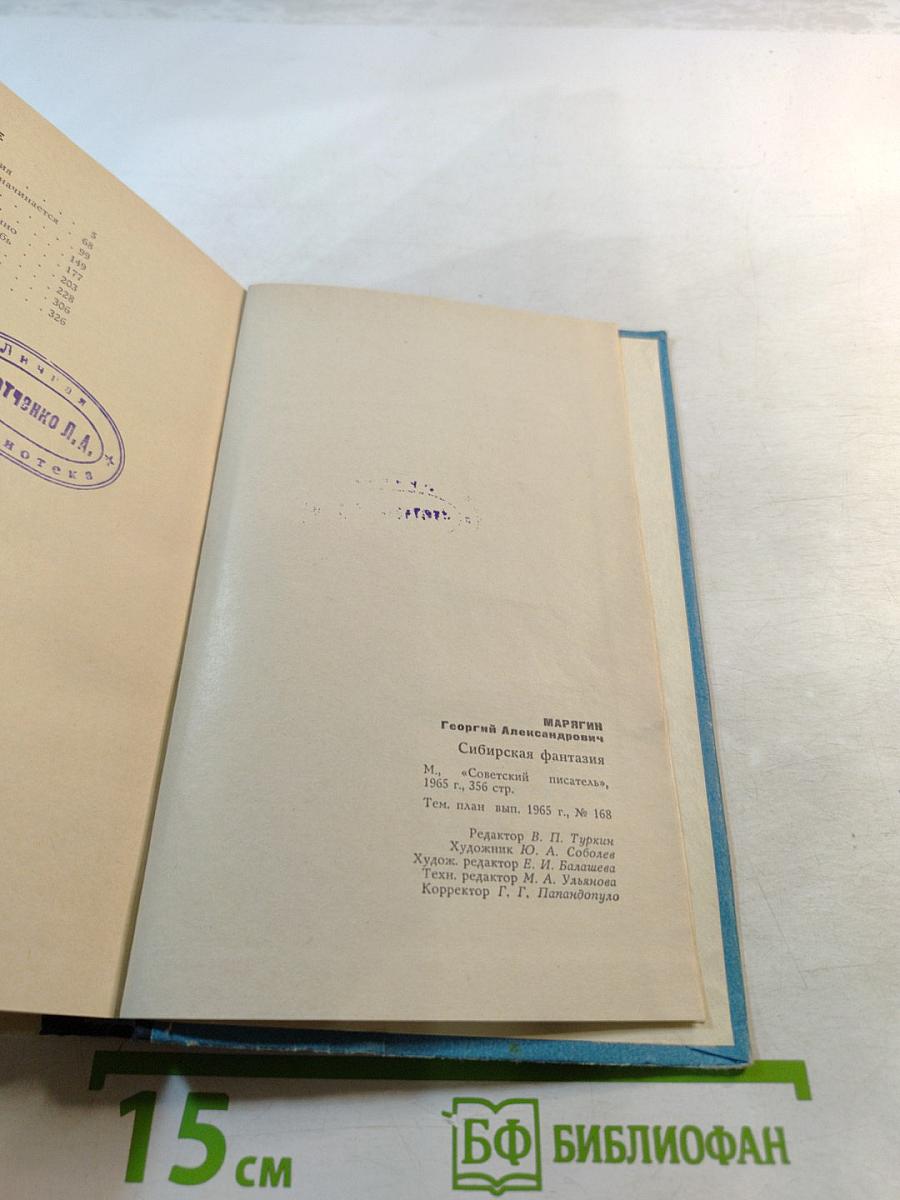 начинается . 5
. . . 68
. . . . 99
. . . . 149
. . . . 177
. . . 203
. . . 228
. . 306
. 326
Личная
Л. А.
МАРЯГИН
Георгий Александрович
Сибирская фантазия
М., «Советский писатель»,
1965 г., 356 стр.
Тем. план вып. 1965 г., № 168
Редактор В. П. Туркин
Художник Ю. А. Соболев
Худож. редактор Е. И. Балашева
Техн. редактор М. А. Ульянова
Корректор Г. Г. Папандопуло
15 см
БФ БИБЛИОФАН